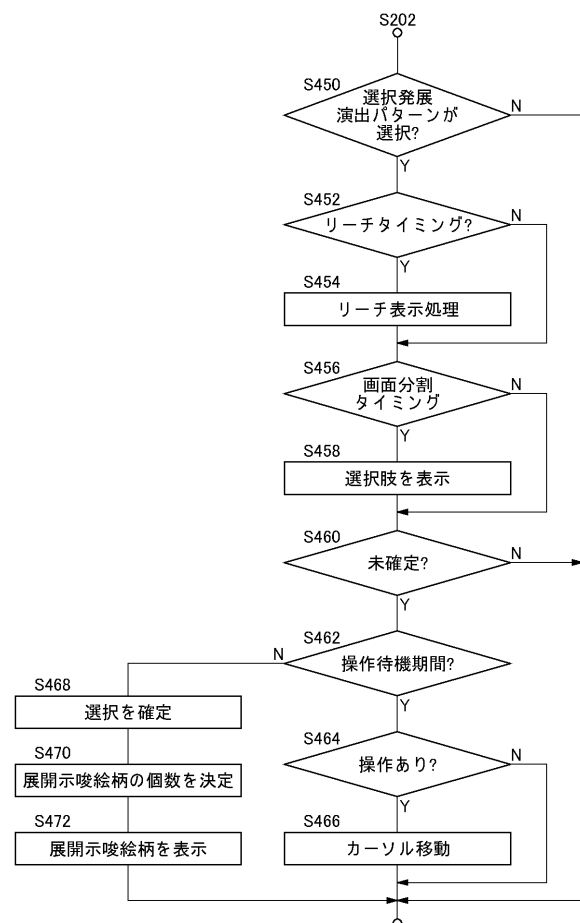 S202
S450
選択発展
演出パターンが
選択?
N
Y
S452
リーチタイミング?
N
Y
S454
リーチ表示処理
S456
画面分割
タイミング
N
Y
S458
選択肢を表示
S460
未確定?
N
Y
S462
操作待機期間?
N
Y
S468
選択を確定
S464
操作あり?
N
Y
S470
展開示唆絵柄の個数を決定
S466
カーソル移動
S472
展開示唆絵柄を表示